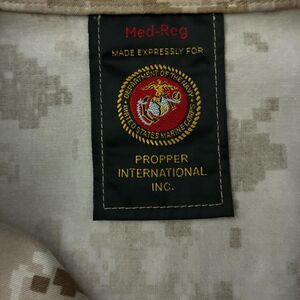 Med-Reg
MADE EXPRESSLY FOR
DEPARTMENT OF THE NAVY
UNITED STATES MARINE CORPS
PROPPER
INTERNATIONAL
INC.